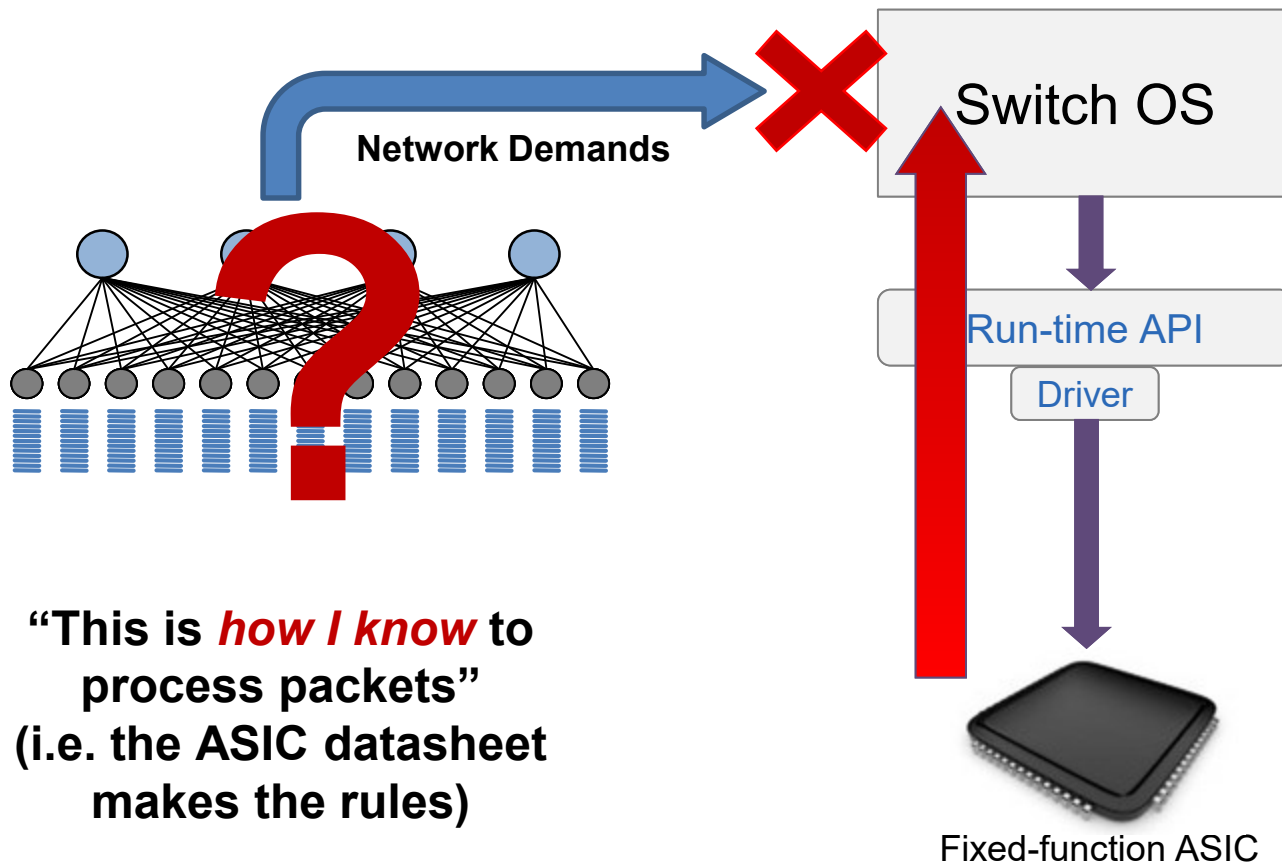 Switch OS
Network Demands
Run-time API
Driver
“This is how I know to
process packets”
(i.e. the ASIC datasheet
makes the rules)
Fixed-function ASIC